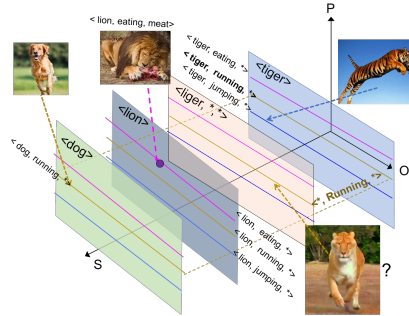 < lion, eating, meat>
P
< tiger, eating, *>
< tiger, running, *>
< tiger, jumping, *>
<tiger>
<liger, *,*>
<lion>
<dog>
< dog, running, *>
O
<*, Running, *>
< lion, eating, *>
< lion, running, *>
< lion, jumping, *>
S
?